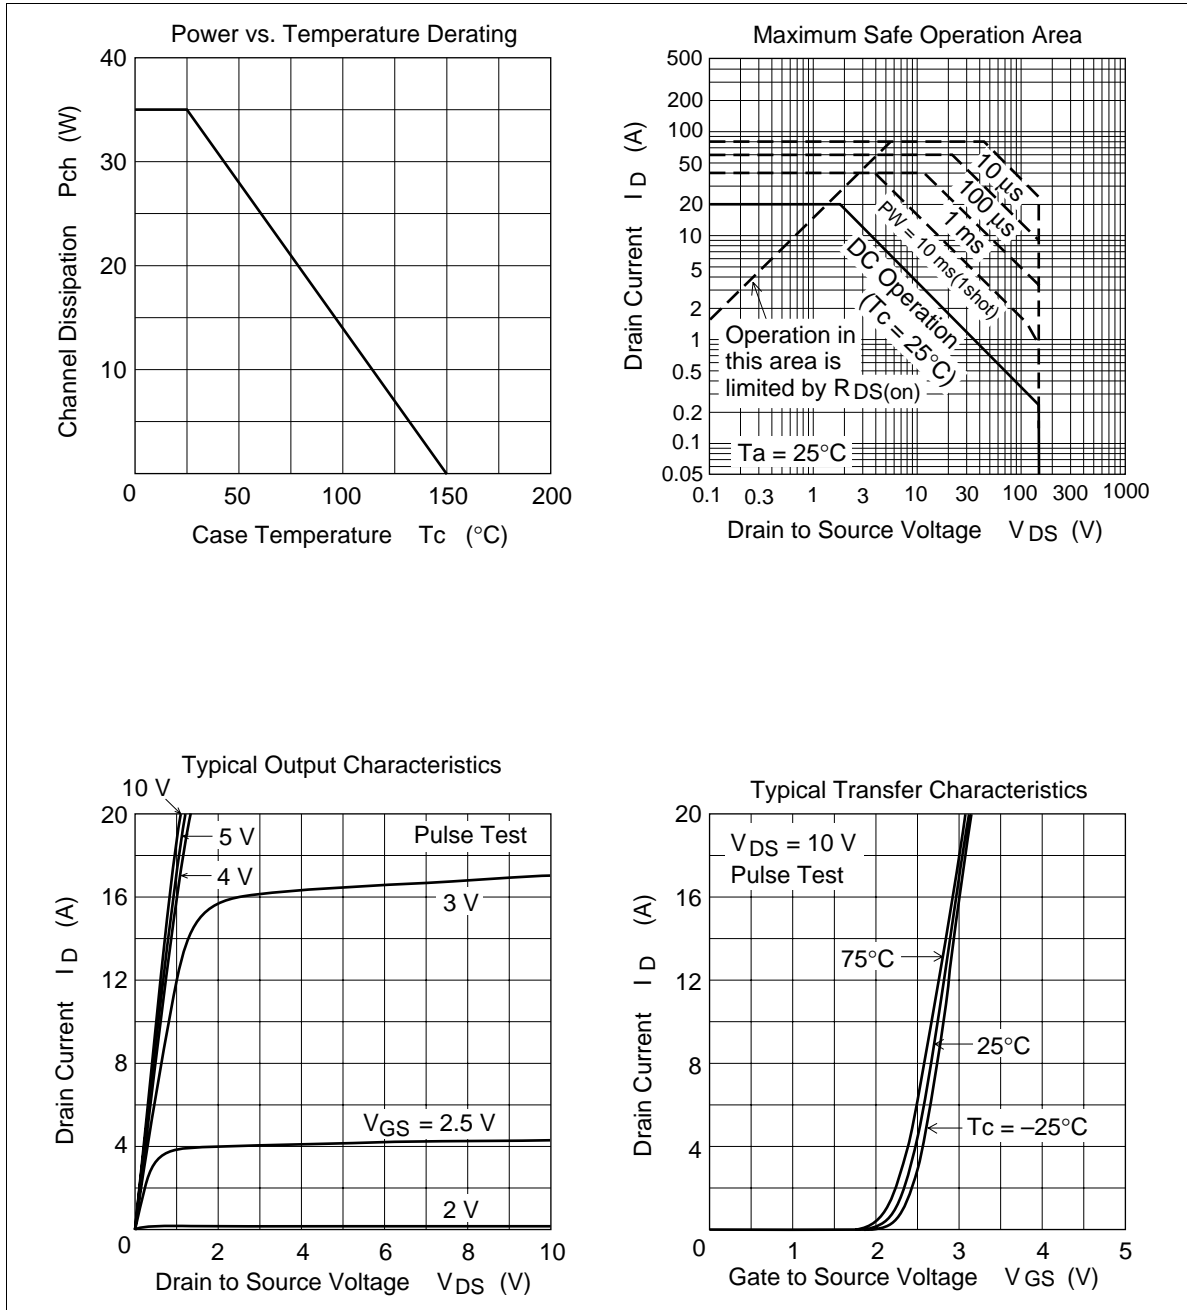 Power vs. Temperature Derating
40
30
20
10
0
50
100
150
200
Channel Dissipation Pch (W)
Case Temperature Tc (°C)
Maximum Safe Operation Area
500
200
100
50
20
10
5
2
1
0.5
0.2
0.1
0.05
0.1
0.3
1
3
10
30
100
300
1000
Drain Current I D (A)
Drain to Source Voltage V DS (V)
10 µs
100 µs
1 ms
PW = 10 ms(1shot)
DC Operation
(Tc = 25°C)
Operation in
this area is
limited by R DS(on)
Ta = 25°C
Typical Output Characteristics
10 V
5 V
4 V
Pulse Test
3 V
V GS = 2.5 V
2 V
20
16
12
8
4
0
2
4
6
8
10
Drain Current I D (A)
Drain to Source Voltage V DS (V)
Typical Transfer Characteristics
V DS = 10 V
Pulse Test
75°C
25°C
Tc = –25°C
20
16
12
8
4
0
1
2
3
4
5
Drain Current I D (A)
Gate to Source Voltage V GS (V)